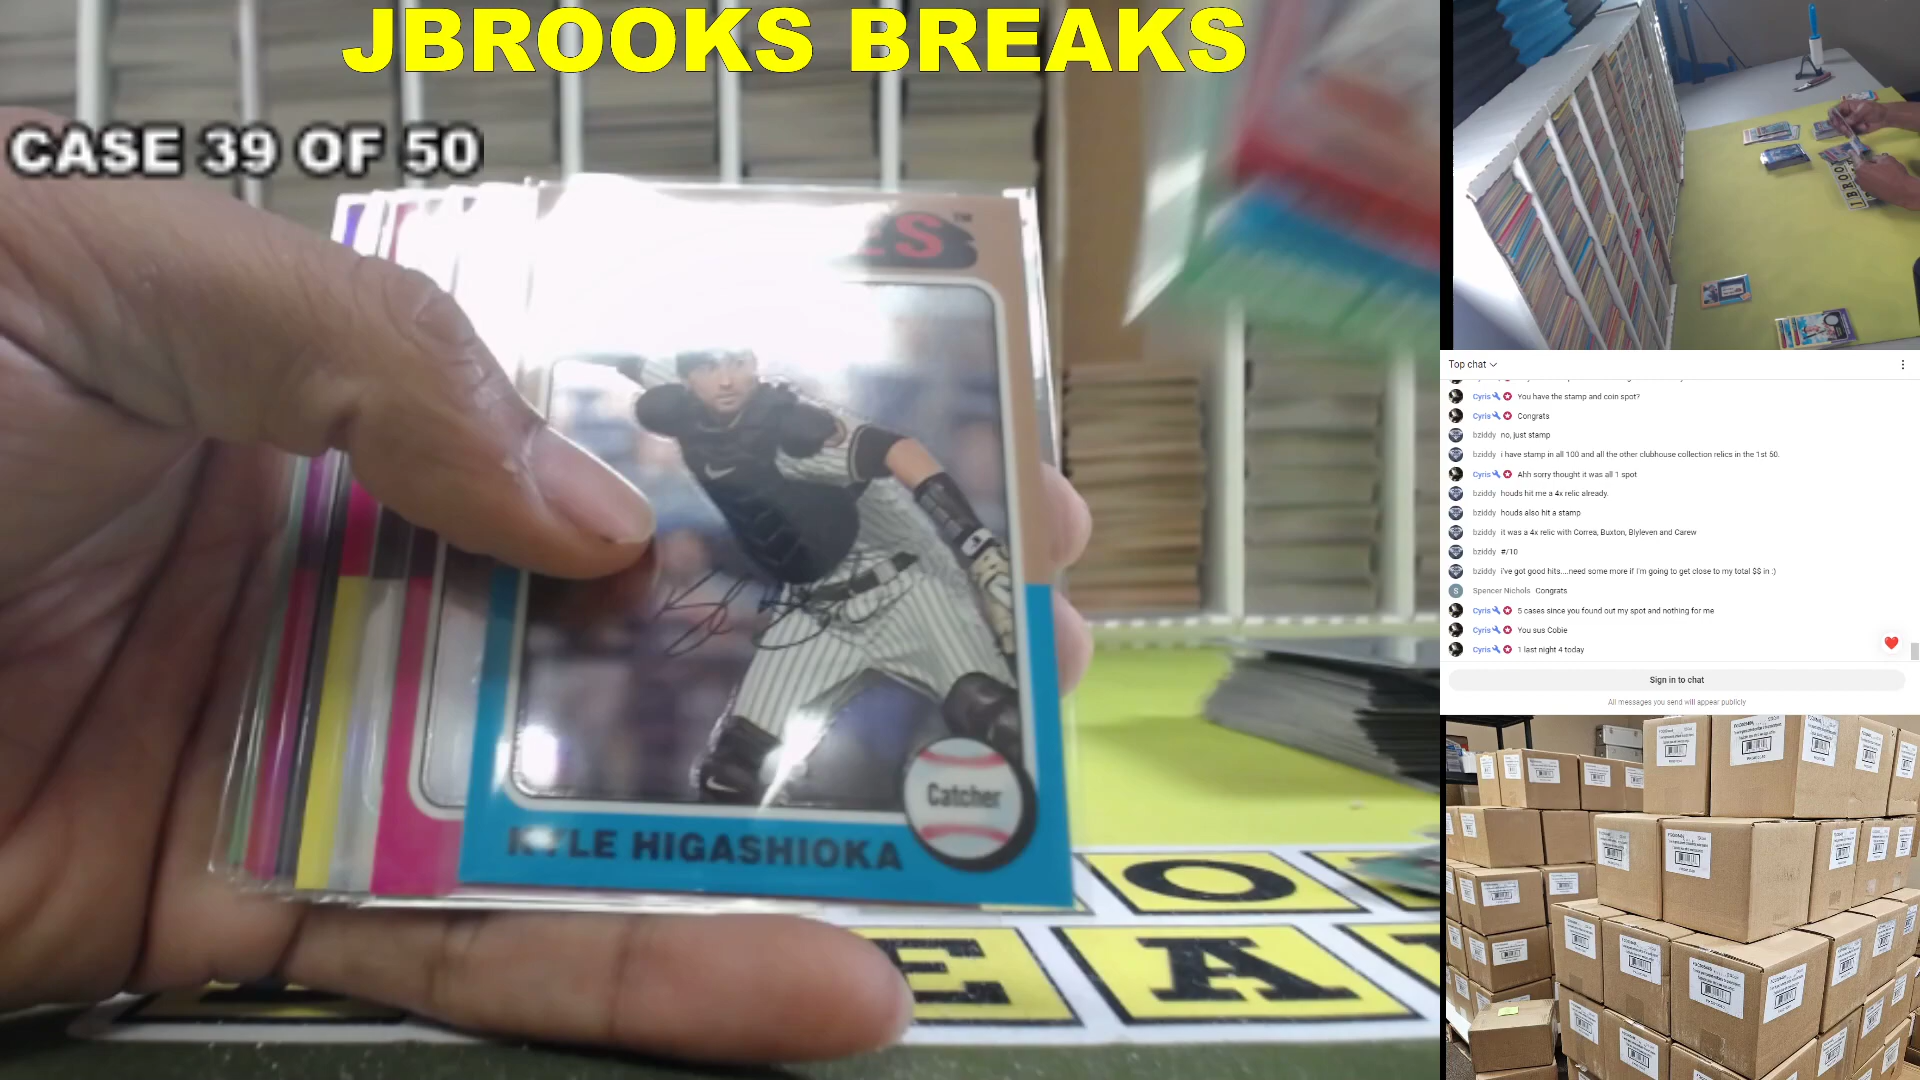 JBROOKS BREAKS
CASE 39 OF 50
ES™
Catcher
KYLE HIGASHIOKA
O
E A
Top chat
Cyris You have the stamp and coin spot?
Cyris Congrats
bziddy no, just stamp
bziddy i have stamp in all 100 and all the other clubhouse collection relics in the 1st 50.
Cyris Ahh sorry thought it was all 1 spot
bziddy houds hit me a 4x relic already.
bziddy houds also hit a stamp
bziddy it was a 4x relic with Correa, Buxton, Blyleven and Carew
bziddy #/10
bziddy i've got good hits....need some more if I'm going to get close to my total $$ in ;)
S Spencer Nichols Congrats
Cyris 5 cases since you found out my spot and nothing for me
Cyris You sus Cobie
Cyris 1 last night 4 today
Sign in to chat
All messages you send will appear publicly